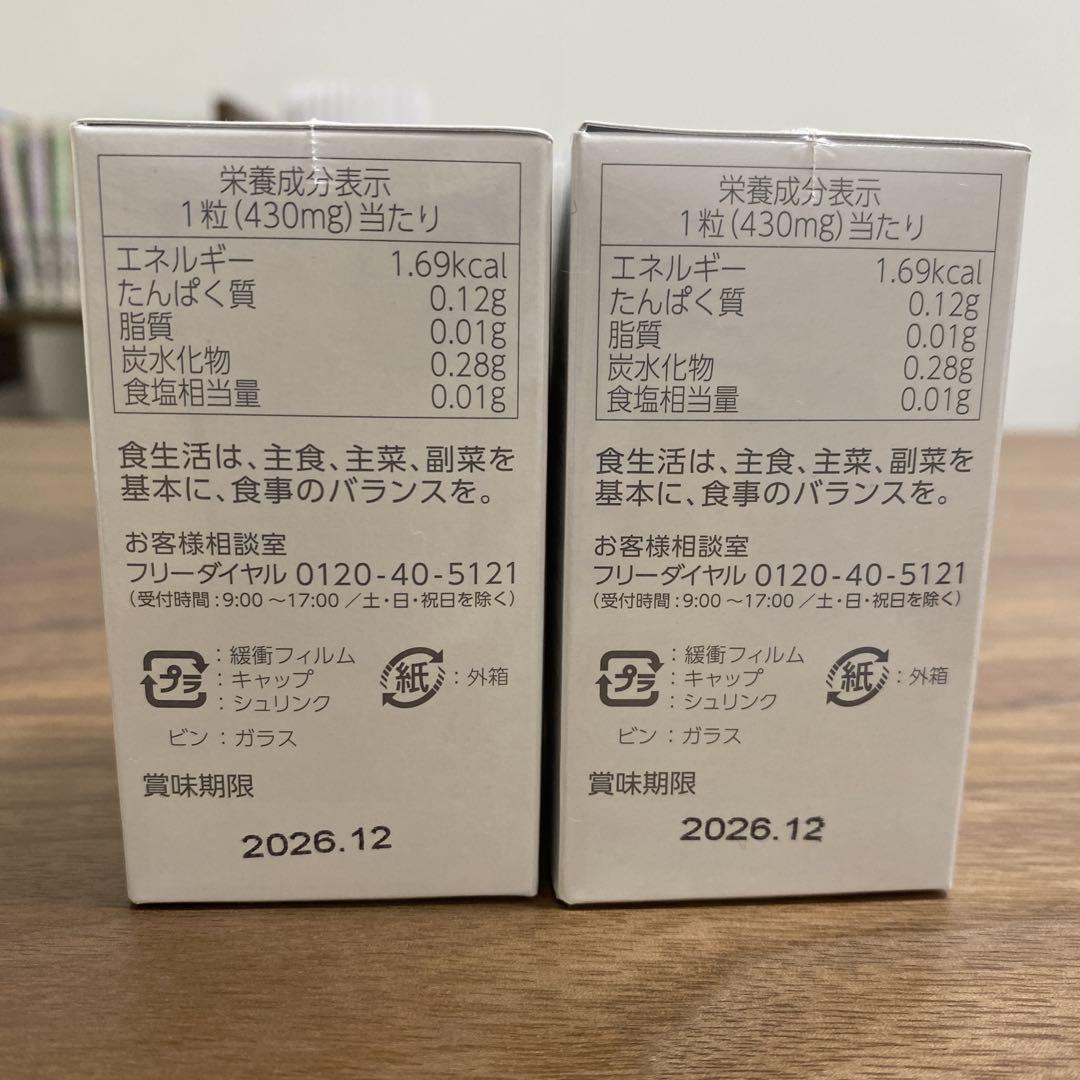 栄養成分表示
1粒(430mg)当たり
エネルギー 1.69kcal
たんぱく質 0.12g
脂質 0.01g
炭水化物 0.28g
食塩相当量 0.01g
食生活は、主食、主菜、副菜を
基本に、食事のバランスを。
お客様相談室
フリーダイヤル 0120-40-5121
(受付時間:9:00～17:00/土・日・祝日を除く)
プラ
:緩衝フィルム
:キャップ
:シュリンク
紙:外箱
ビン:ガラス
賞味期限
2026.12
栄養成分表示
1粒(430mg)当たり
エネルギー 1.69kcal
たんぱく質 0.12g
脂質 0.01g
炭水化物 0.28g
食塩相当量 0.01g
食生活は、主食、主菜、副菜を
基本に、食事のバランスを。
お客様相談室
フリーダイヤル 0120-40-5121
(受付時間:9:00～17:00/土・日・祝日を除く)
プラ
:緩衝フィルム
:キャップ
:シュリンク
紙:外箱
ビン:ガラス
賞味期限
2026.12